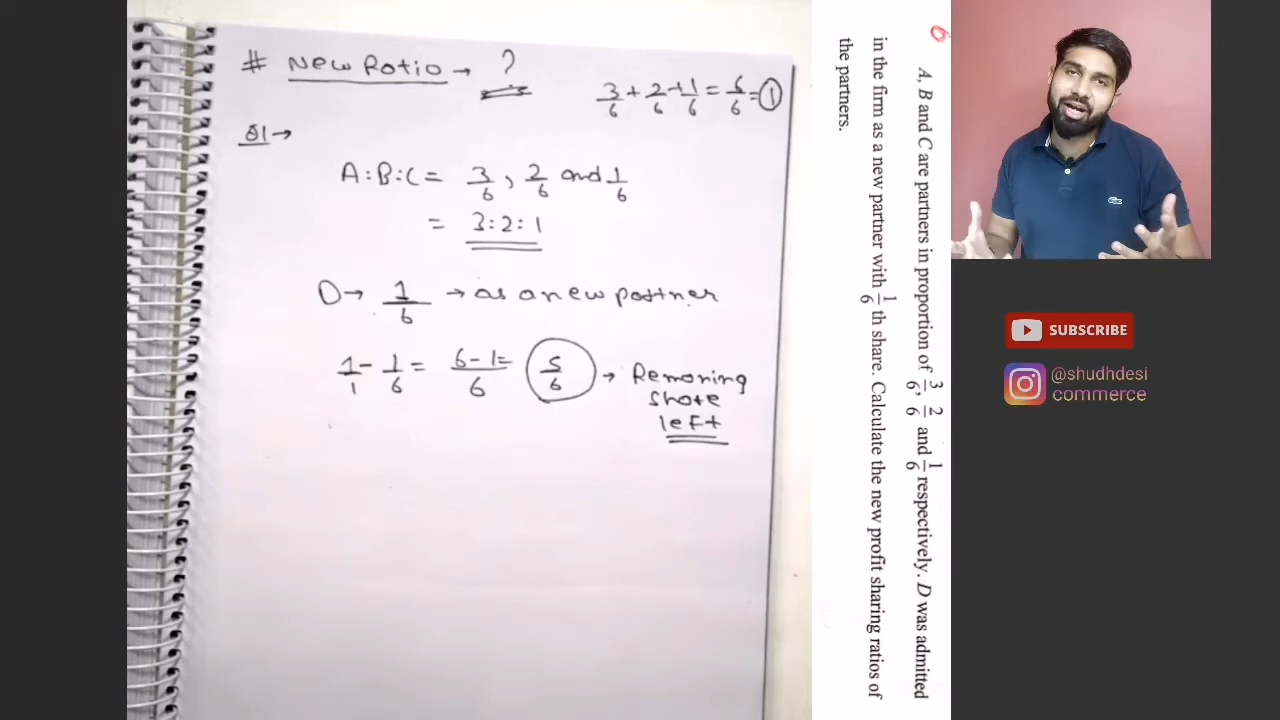 # New Ratio → ?
3/6 + 2/6 + 1/6 = 6/6 = 1
Q1 →
A:B:C = 3/6, 2/6 and 1/6
= 3:2:1
D → 1/6 → as a new partner
1/1 - 1/6 = 6-1/6 = 5/6 → Remaning
Share
left
6
A, B and C are partners in proportion of 3/6, 2/6 and 1/6 respectively. D was admitted
in the firm as a new partner with 1/6 th share. Calculate the new profit sharing ratios of
the partners.
SUBSCRIBE
@shudhdesi
commerce